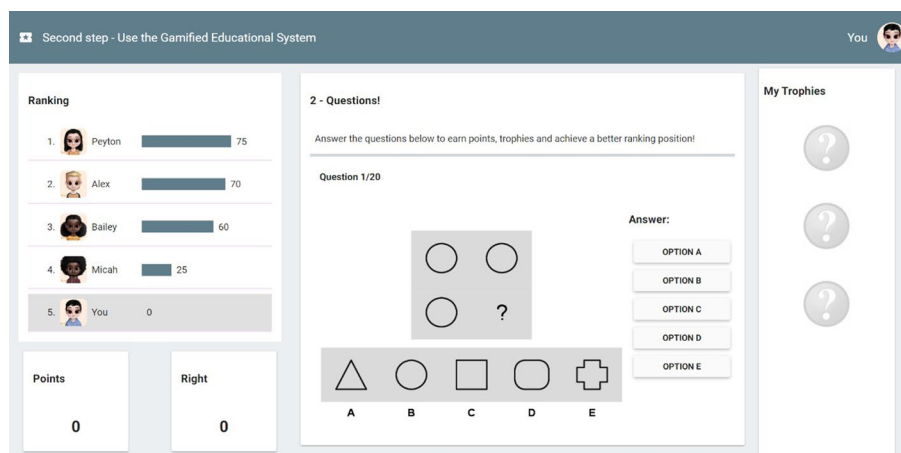 Second step - Use the Gamified Educational System
You
Ranking
1. Peyton 75
2. Alex 70
3. Bailey 60
4. Micah 25
5. You 0
Points
0
Right
0
2 - Questions!
Answer the questions below to earn points, trophies and achieve a better ranking position!
Question 1/20
?
A B C D E
Answer:
OPTION A
OPTION B
OPTION C
OPTION D
OPTION E
My Trophies
?
?
?